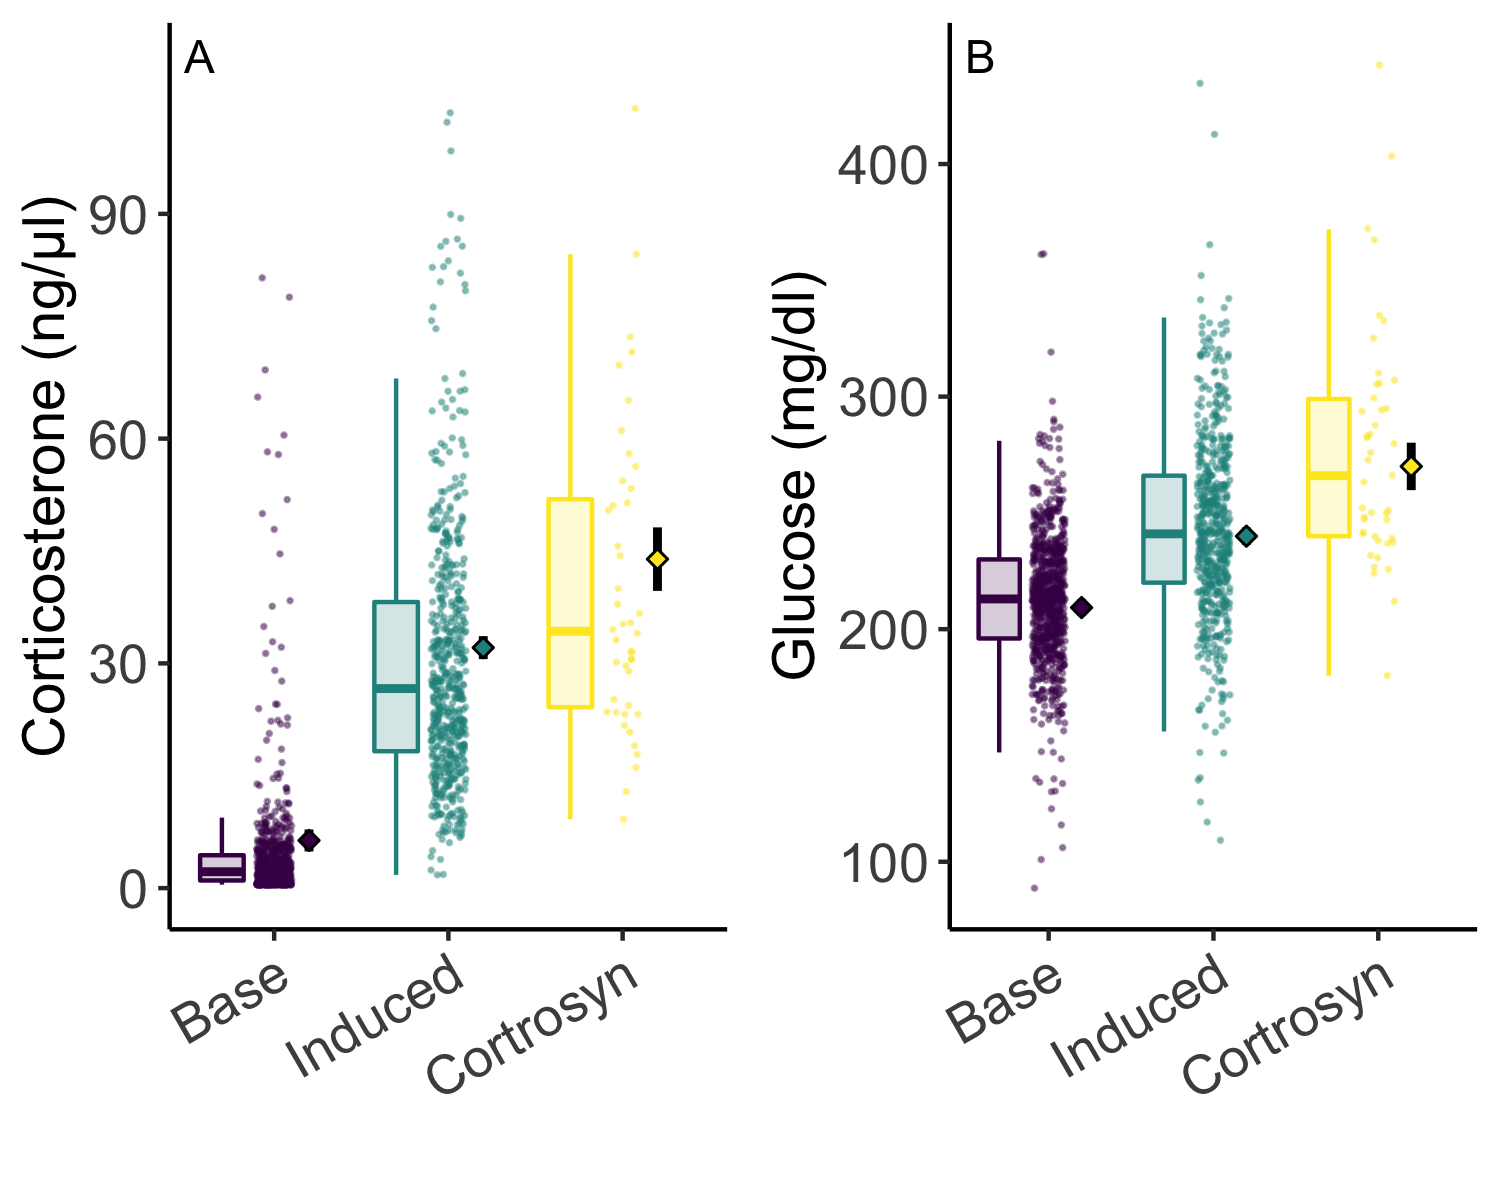 A
Corticosterone (ng/µl)
90
60
30
0
Base
Induced
Cortrosyn
B
Glucose (mg/dl)
400
300
200
100
Base
Induced
Cortrosyn